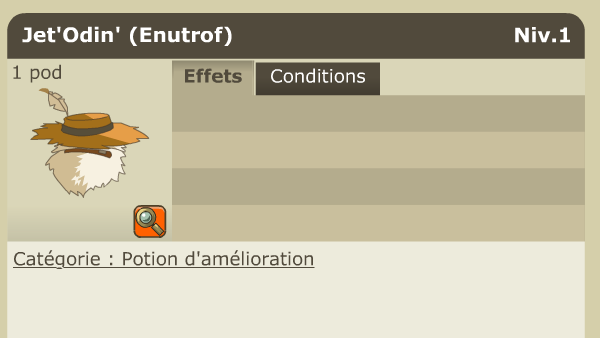 Jet'Odin' (Enutrof) Niv.1
1 pod
Effets Conditions
Catégorie : Potion d'amélioration